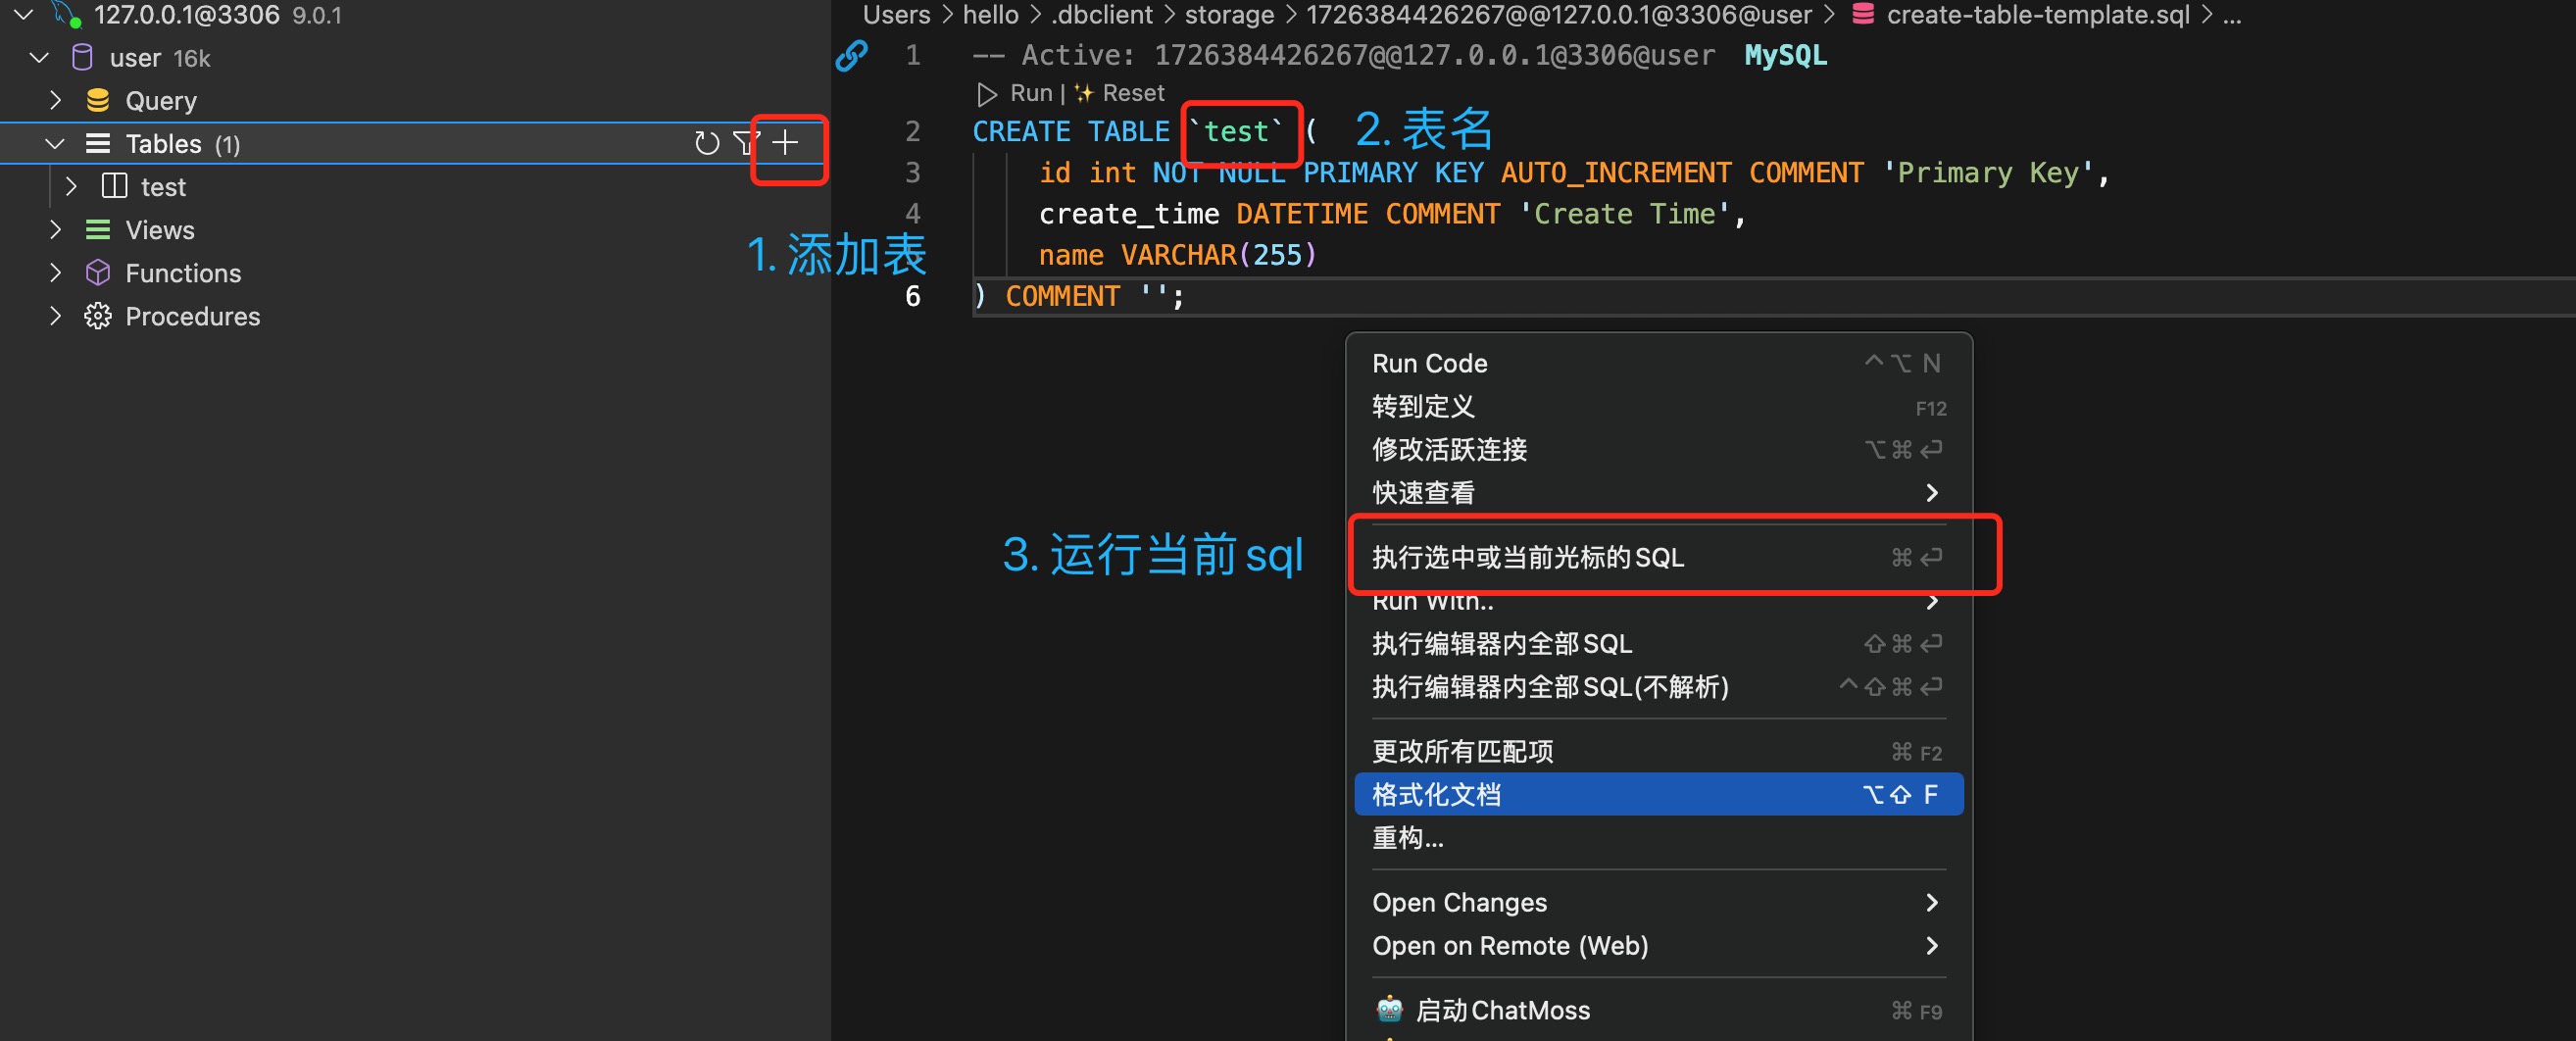 127.0.0.1@3306 9.0.1
user 16k
Query
Tables (1)
test
Views
Functions
Procedures
Users > hello > .dbclient > storage > 1726384426267@@127.0.0.1@3306@user > create-table-template.sql > ...
1 -- Active: 1726384426267@@127.0.0.1@3306@user MySQL
Run | ✨ Reset
2 CREATE TABLE `test` (
2. 表名
3 id int NOT NULL PRIMARY KEY AUTO_INCREMENT COMMENT 'Primary Key',
4 create_time DATETIME COMMENT 'Create Time',
1. 添加表
name VARCHAR(255)
6 ) COMMENT '';
3. 运行当前 sql
Run Code ^⌥ N
转到定义 F12
修改活跃连接 ⌥⌘⏎
快速查看 >
执行选中或当前光标的SQL ⌘⏎
Run With.. >
执行编辑器内全部SQL ⇧⌘⏎
执行编辑器内全部SQL(不解析) ^⇧⌘⏎
更改所有匹配项 ⌘ F2
格式化文档 ⌥⇧ F
重构...
Open Changes >
Open on Remote (Web) >
启动ChatMoss ⌘ F9